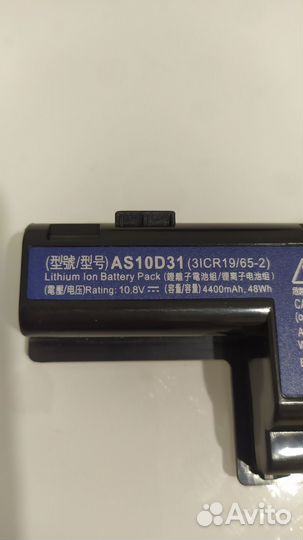 (型號/型号) AS10D31 (3ICR19/65-2)
Lithium Ion Battery Pack (鋰離子電池組/锂离子电池组)
(電壓/电压)Rating: 10.8V⎓ (容量/容量) 4400mAh, 48Wh
CA
(o
Avito